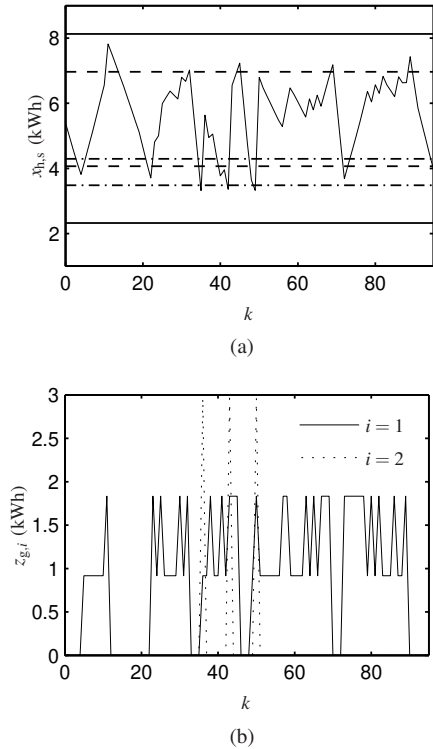 8
6
4
2
x_{h,s} (kWh)
0 20 40 60 80
k
(a)
3
2.5
2
1.5
1
0.5
0
z_{g,i} (kWh)
i = 1
i = 2
0 20 40 60 80
k
(b)